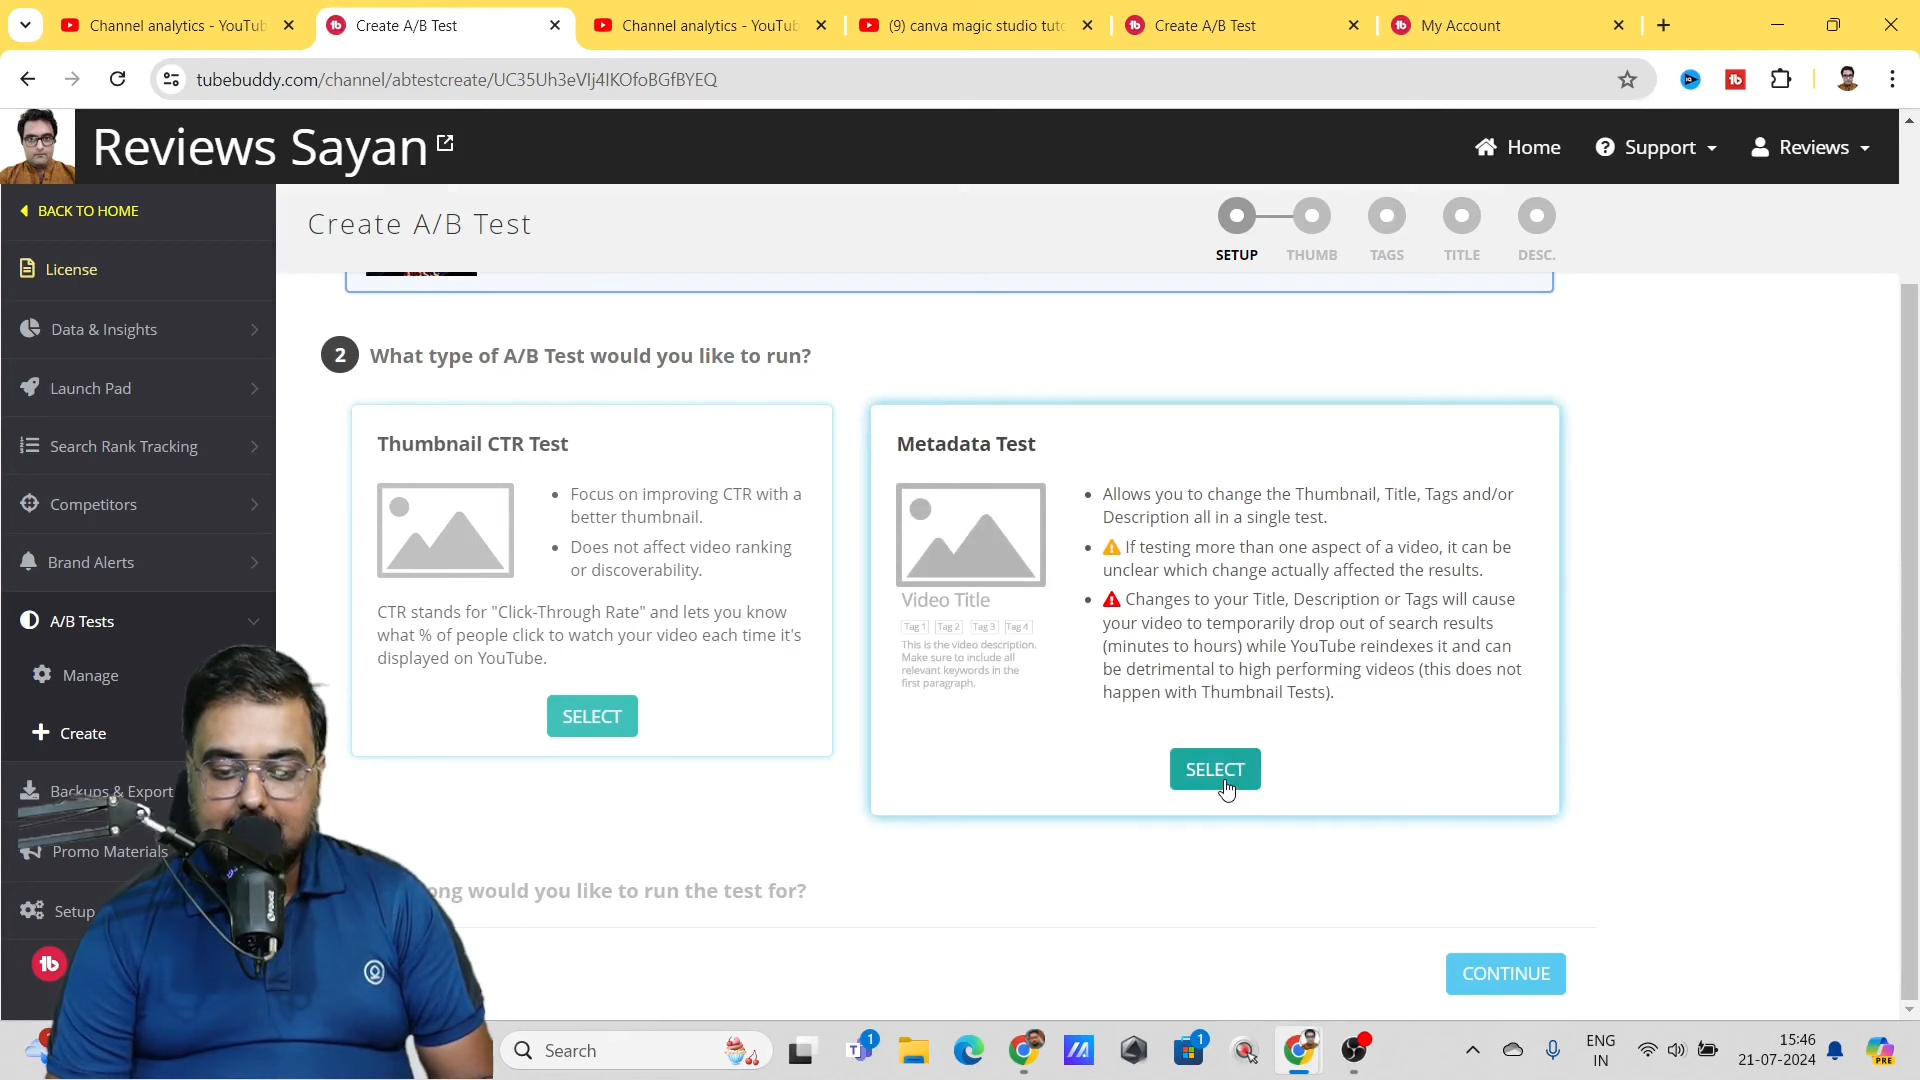 Channel analytics - YouTub
Create A/B Test
Channel analytics - YouTub
(9) canva magic studio tuto
Create A/B Test
My Account
tubebuddy.com/channel/abtestcreate/UC35Uh3eVIj4IKOfoBGfBYEQ
Reviews Sayan
Home
Support
Reviews
BACK TO HOME
Create A/B Test
SETUP
THUMB
TAGS
TITLE
DESC.
License
Data & Insights
Launch Pad
Search Rank Tracking
Competitors
Brand Alerts
A/B Tests
Manage
Create
Backups & Export
Promo Materials
Setup
tb
2 What type of A/B Test would you like to run?
Thumbnail CTR Test
Focus on improving CTR with a
better thumbnail.
Does not affect video ranking
or discoverability.
CTR stands for "Click-Through Rate" and lets you know
what % of people click to watch your video each time it's
displayed on YouTube.
SELECT
Metadata Test
Video Title
Tag 1 Tag 2 Tag 3 Tag 4
This is the video description.
Make sure to include all
relevant keywords in the
first paragraph.
Allows you to change the Thumbnail, Title, Tags and/or
Description all in a single test.
If testing more than one aspect of a video, it can be
unclear which change actually affected the results.
Changes to your Title, Description or Tags will cause
your video to temporarily drop out of search results
(minutes to hours) while YouTube reindexes it and can
be detrimental to high performing videos (this does not
happen with Thumbnail Tests).
SELECT
ong would you like to run the test for?
CONTINUE
Search
1
1
ENG
IN
15:46
21-07-2024
PRE